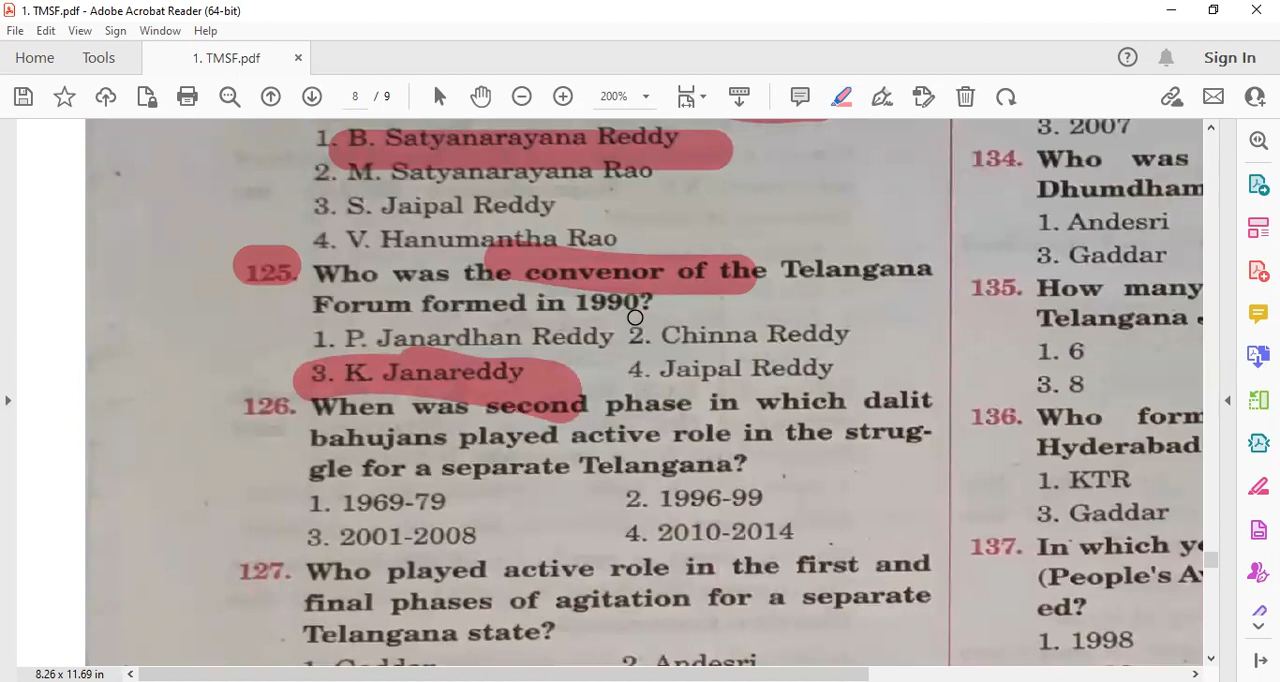 1. TMSF.pdf - Adobe Acrobat Reader (64-bit)
File Edit View Sign Window Help
Home Tools 1. TMSF.pdf × Sign In
8 / 9 200%
1. B. Satyanarayana Reddy
2. M. Satyanarayana Rao
3. S. Jaipal Reddy
4. V. Hanumantha Rao
125. Who was the convenor of the Telangana
Forum formed in 1990?
1. P. Janardhan Reddy 2. Chinna Reddy
3. K. Janareddy 4. Jaipal Reddy
126. When was second phase in which dalit
bahujans played active role in the strug-
gle for a separate Telangana?
1. 1969-79 2. 1996-99
3. 2001-2008 4. 2010-2014
127. Who played active role in the first and
final phases of agitation for a separate
Telangana state?
1. Gaddar 2. Andesri
3. 2007
134. Who was
Dhumdham
1. Andesri
3. Gaddar
135. How many
Telangana
1. 6
3. 8
136. Who form
Hyderabad
1. KTR
3. Gaddar
137. In which y
(People's A
ed?
1. 1998
8.26 x 11.69 in